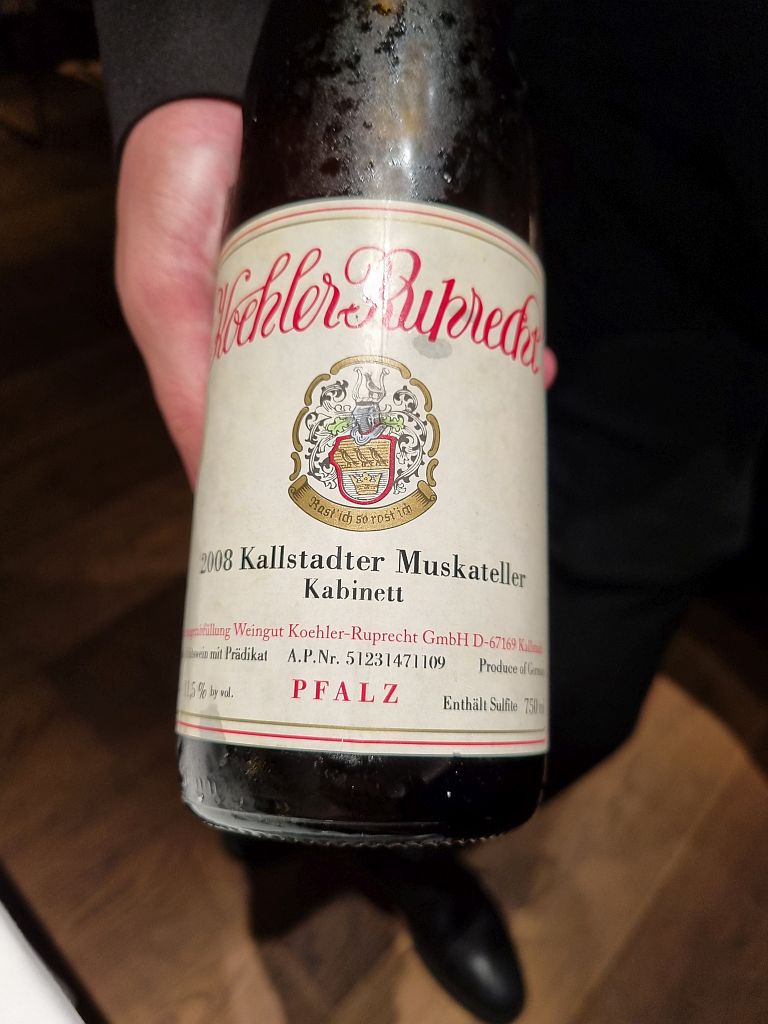 Koehler-Ruprecht
Rast' ich so rost' ich
2008 Kallstadter Muskateller
Kabinett
Weingut Koehler-Ruprecht GmbH D-67169
mit Prädikat A.P.Nr. 51231471109 Produce of
% by vol. PFALZ Enthält Sulfite 750